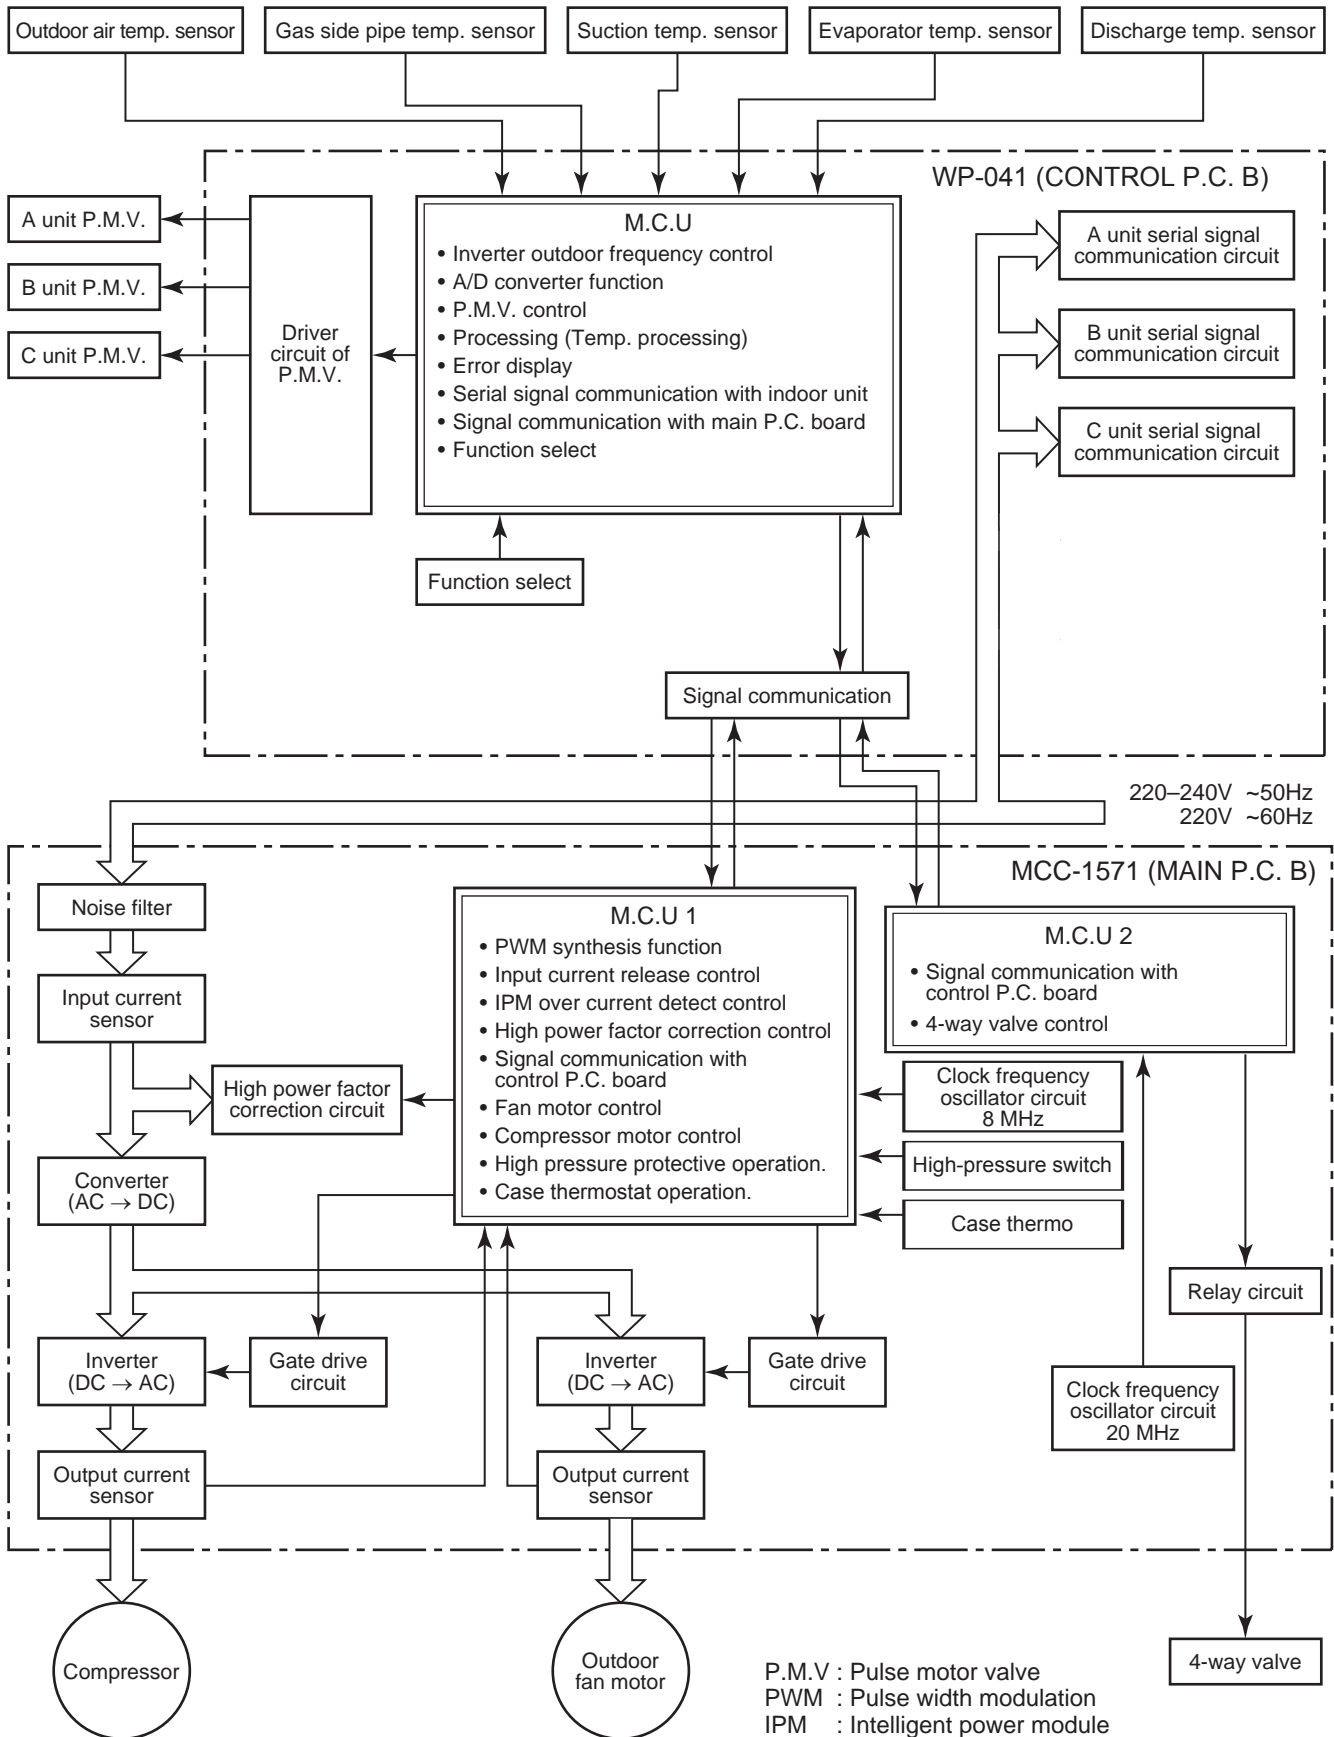 Outdoor air temp. sensor
Gas side pipe temp. sensor
Suction temp. sensor
Evaporator temp. sensor
Discharge temp. sensor
WP-041 (CONTROL P.C. B)
A unit P.M.V.
B unit P.M.V.
C unit P.M.V.
Driver
circuit of
P.M.V.
M.C.U
• Inverter outdoor frequency control
• A/D converter function
• P.M.V. control
• Processing (Temp. processing)
• Error display
• Serial signal communication with indoor unit
• Signal communication with main P.C. board
• Function select
A unit serial signal
communication circuit
B unit serial signal
communication circuit
C unit serial signal
communication circuit
Function select
Signal communication
220–240V ~50Hz
220V ~60Hz
MCC-1571 (MAIN P.C. B)
Noise filter
Input current
sensor
High power factor
correction circuit
Converter
(AC → DC)
M.C.U 1
• PWM synthesis function
• Input current release control
• IPM over current detect control
• High power factor correction control
• Signal communication with
control P.C. board
• Fan motor control
• Compressor motor control
• High pressure protective operation.
• Case thermostat operation.
M.C.U 2
• Signal communication with
control P.C. board
• 4-way valve control
Clock frequency
oscillator circuit
8 MHz
High-pressure switch
Case thermo
Relay circuit
Inverter
(DC → AC)
Gate drive
circuit
Inverter
(DC → AC)
Gate drive
circuit
Clock frequency
oscillator circuit
20 MHz
Output current
sensor
Output current
sensor
Compressor
Outdoor
fan motor
4-way valve
P.M.V : Pulse motor valve
PWM : Pulse width modulation
IPM : Intelligent power module